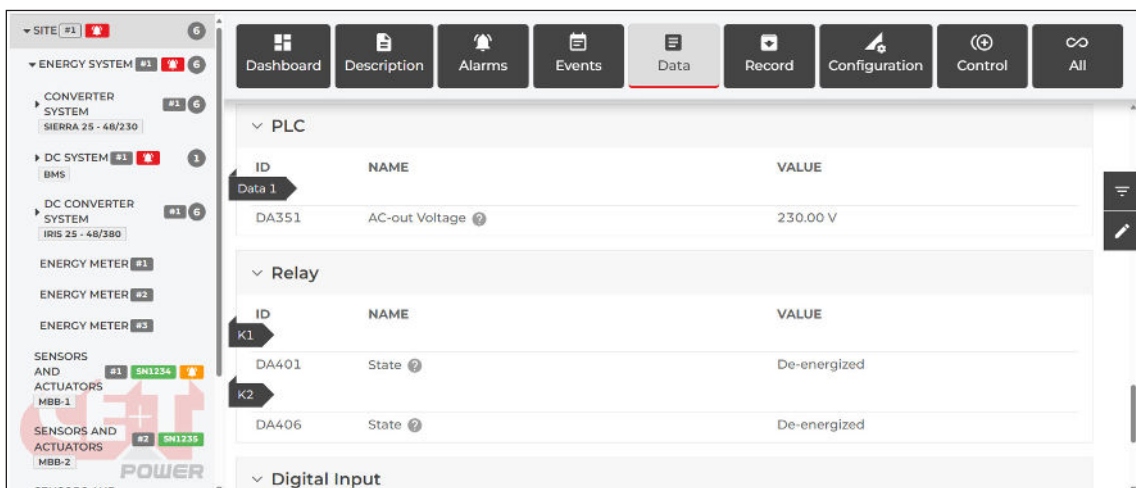 SITE #1 6
ENERGY SYSTEM #1 6
CONVERTER
SYSTEM #1 6
SIERRA 25 - 48/230
DC SYSTEM #1 1
BMS
DC CONVERTER
SYSTEM #1 6
IRIS 25 - 48/380
ENERGY METER #1
ENERGY METER #2
ENERGY METER #3
SENSORS
AND #1 SN1234
ACTUATORS
MBB-1
SENSORS AND
ACTUATORS #2 SN1235
MBB-2
CE+T
POWER
Dashboard Description Alarms Events Data Record Configuration Control All
PLC
ID NAME VALUE
Data 1
DA351 AC-out Voltage ? 230.00 V
Relay
ID NAME VALUE
K1
DA401 State ? De-energized
K2
DA406 State ? De-energized
Digital Input